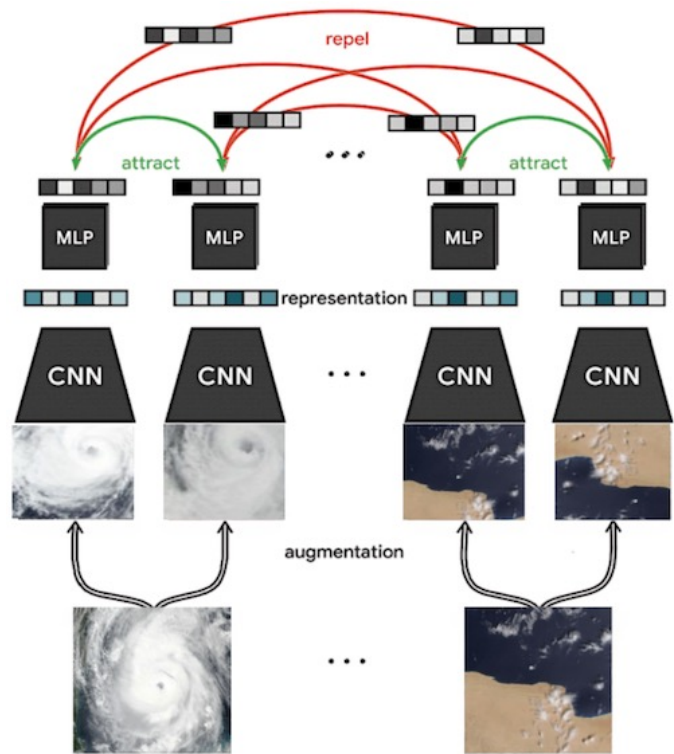 repel
attract
attract
MLP
MLP
MLP
MLP
representation
CNN
CNN
...
CNN
CNN
augmentation
...